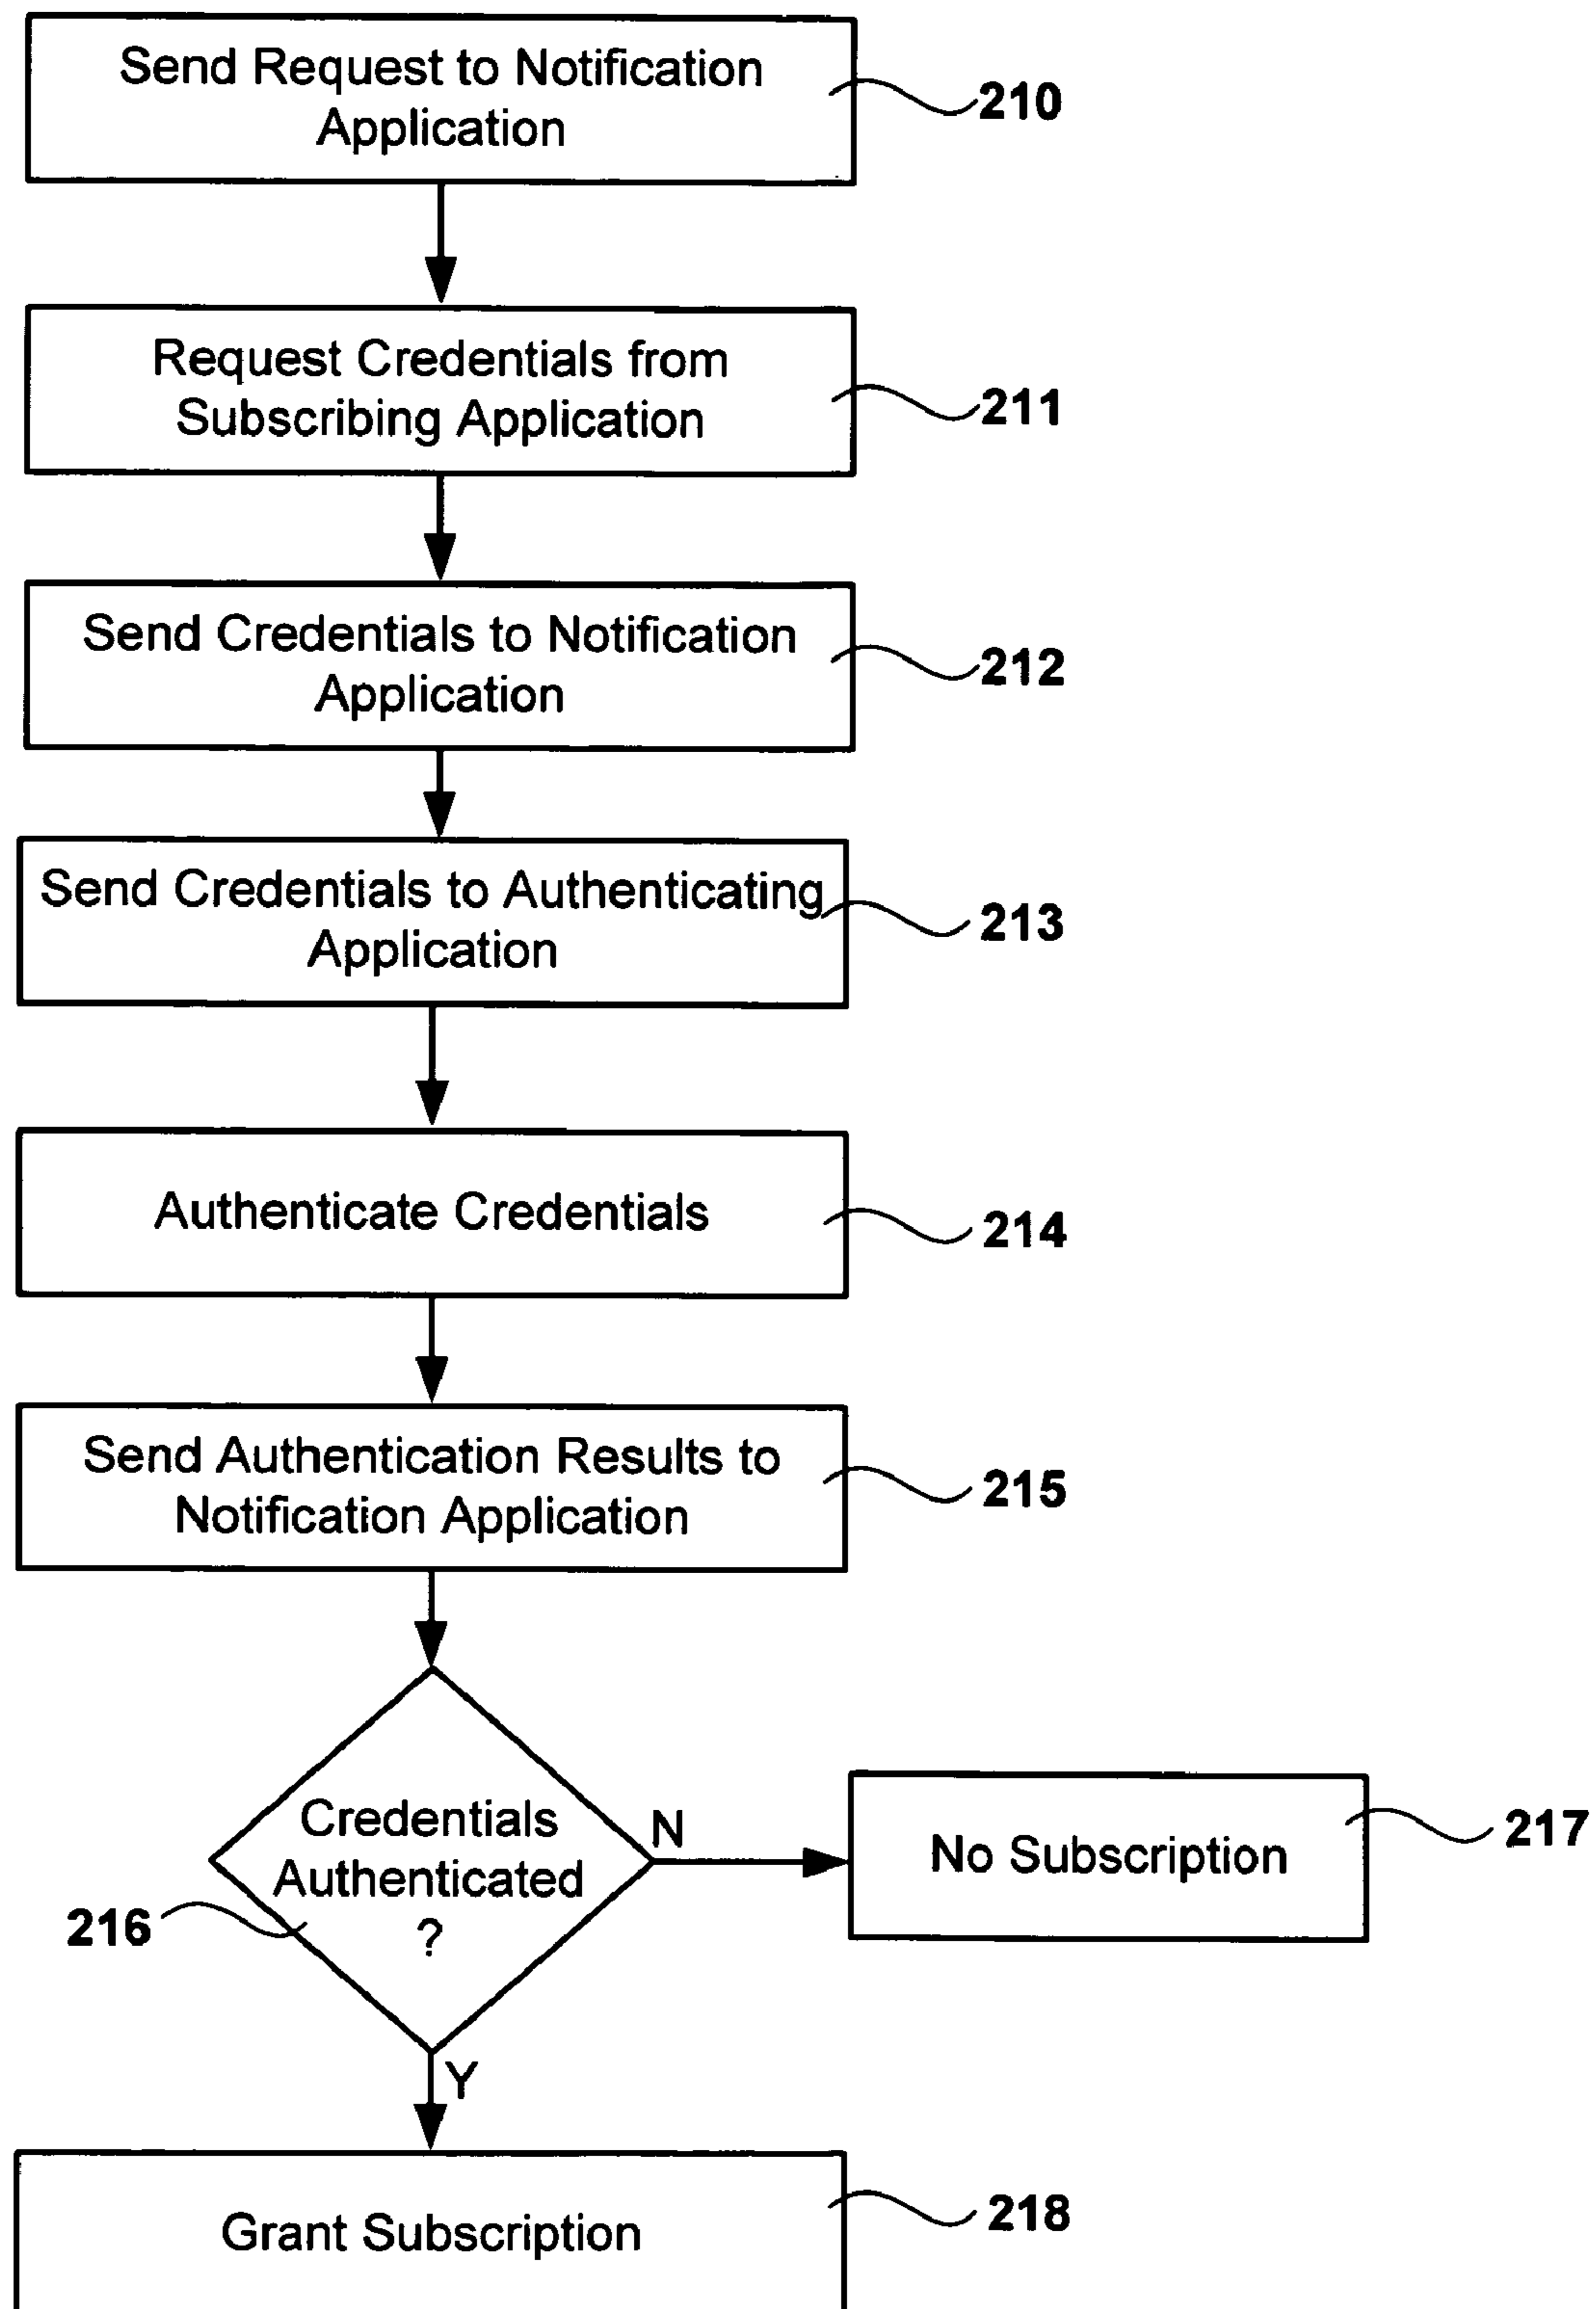 Send Request to Notification
Application
210
Request Credentials from
Subscribing Application
211
Send Credentials to Notification
Application
212
Send Credentials to Authenticating
Application
213
Authenticate Credentials
214
Send Authentication Results to
Notification Application
215
Credentials
Authenticated
?
216
N
No Subscription
217
Y
Grant Subscription
218